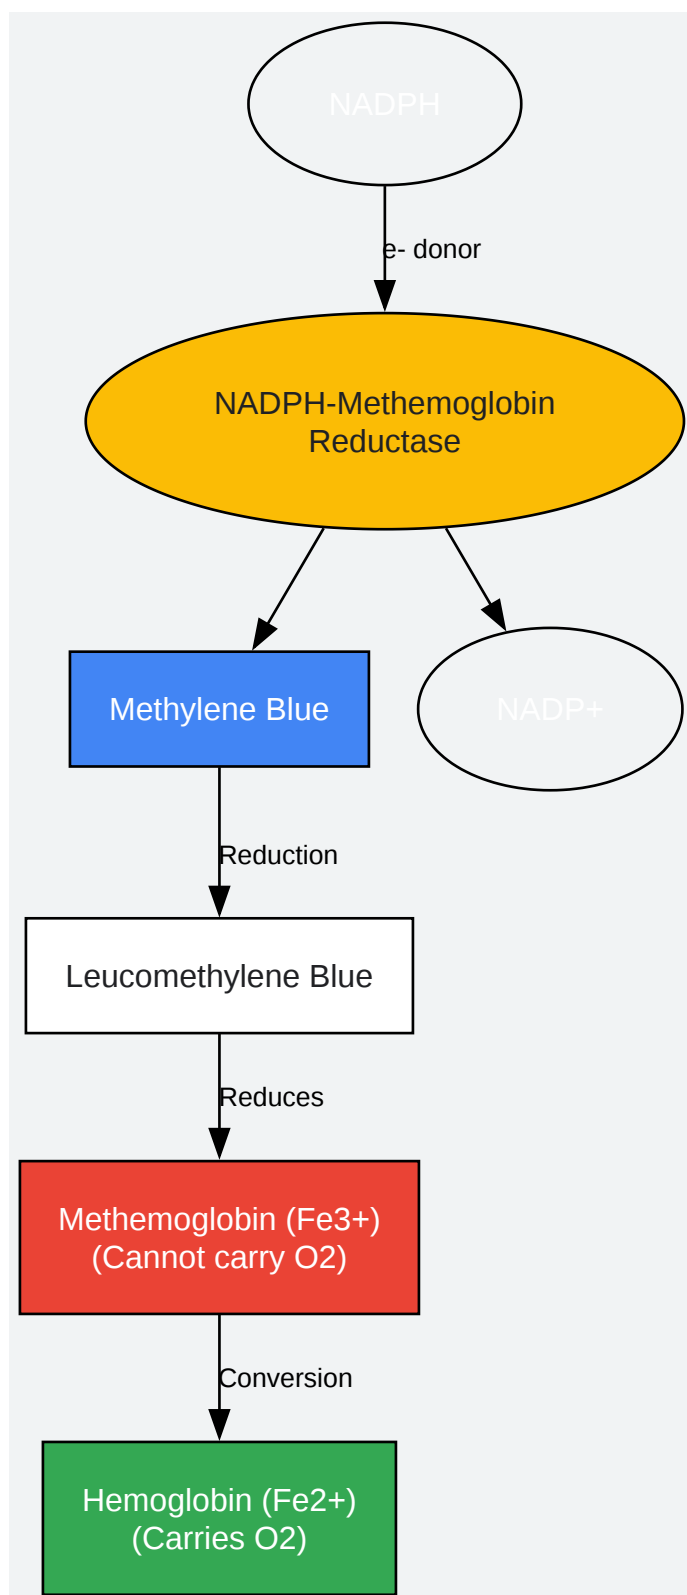 NADPH
e- donor
NADPH-Methemoglobin
Reductase
Methylene Blue
NADP+
Reduction
Leucomethylene Blue
Reduces
Methemoglobin (Fe3+)
(Cannot carry O2)
Conversion
Hemoglobin (Fe2+)
(Carries O2)